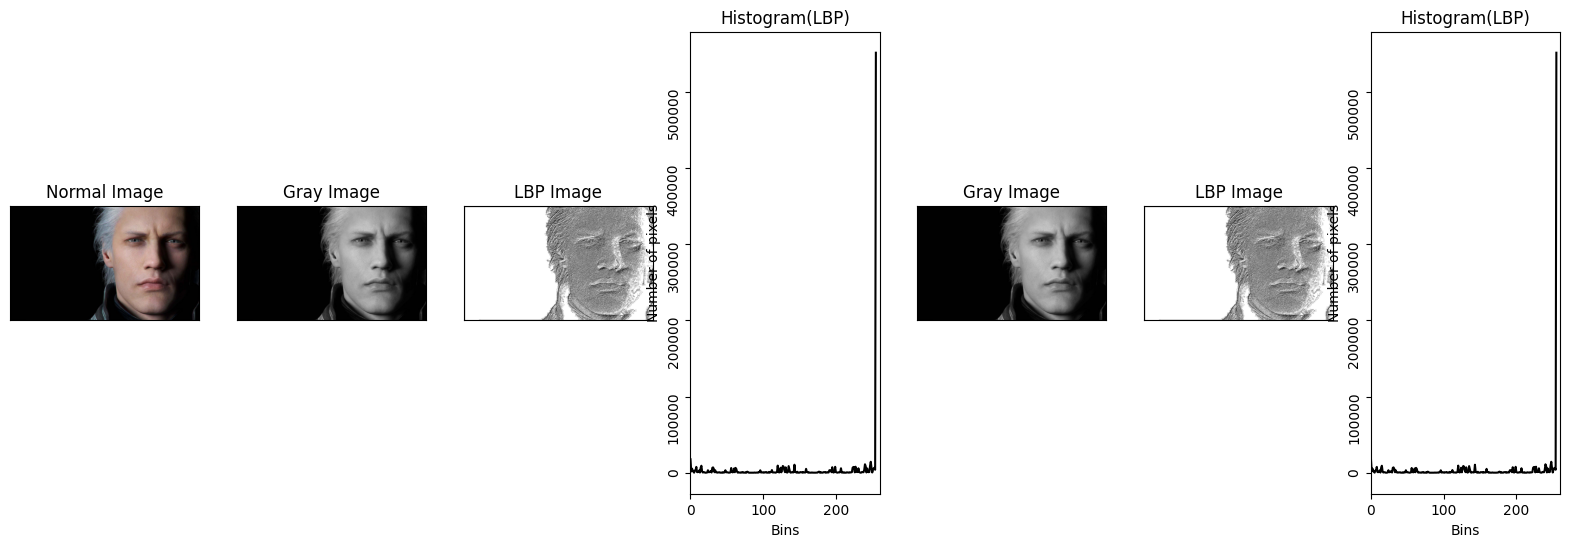 Normal Image
Gray Image
LBP Image
Histogram(LBP)
Number of pixels
500000
400000
300000
200000
100000
0
0 100 200
Bins
Gray Image
LBP Image
Histogram(LBP)
Number of pixels
500000
400000
300000
200000
100000
0
0 100 200
Bins